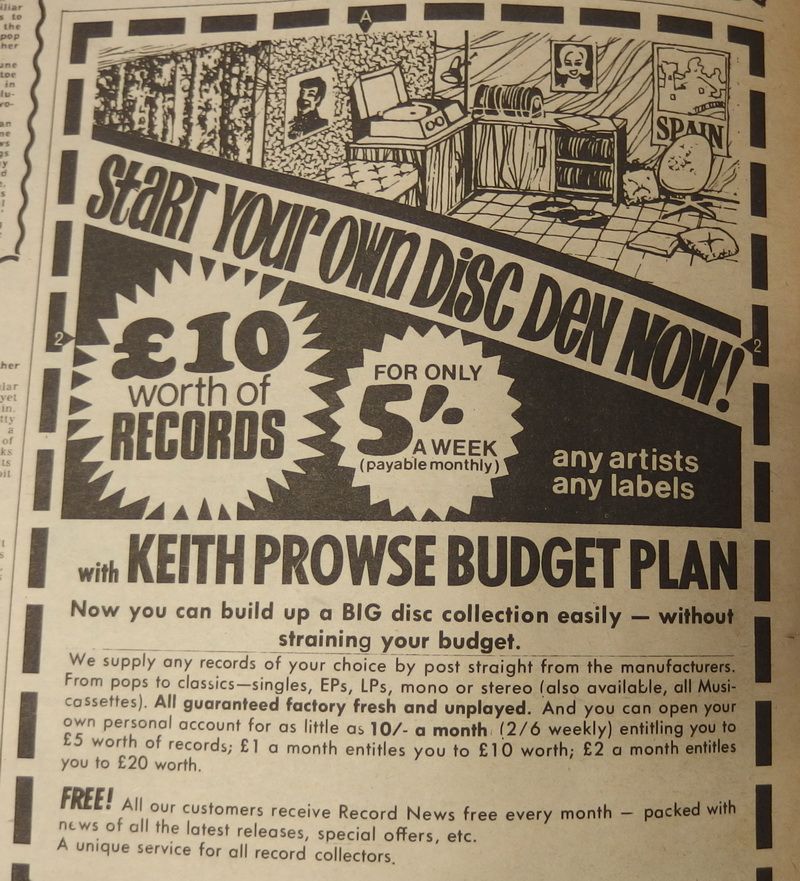 A
SPAIN
START YOUR OWN DISC DEN NOW!
2
2
£10
worth of
RECORDS
FOR ONLY
5/-
A WEEK
(payable monthly)
any artists
any labels
with KEITH PROWSE BUDGET PLAN
Now you can build up a BIG disc collection easily — without
straining your budget.
We supply any records of your choice by post straight from the manufacturers.
From pops to classics—singles, EPs, LPs, mono or stereo (also available, all Musi-
cassettes). All guaranteed factory fresh and unplayed. And you can open your
own personal account for as little as 10/- a month (2/6 weekly) entitling you to
£5 worth of records; £1 a month entitles you to £10 worth; £2 a month entitles
you to £20 worth.
FREE! All our customers receive Record News free every month — packed with
news of all the latest releases, special offers, etc.
A unique service for all record collectors.